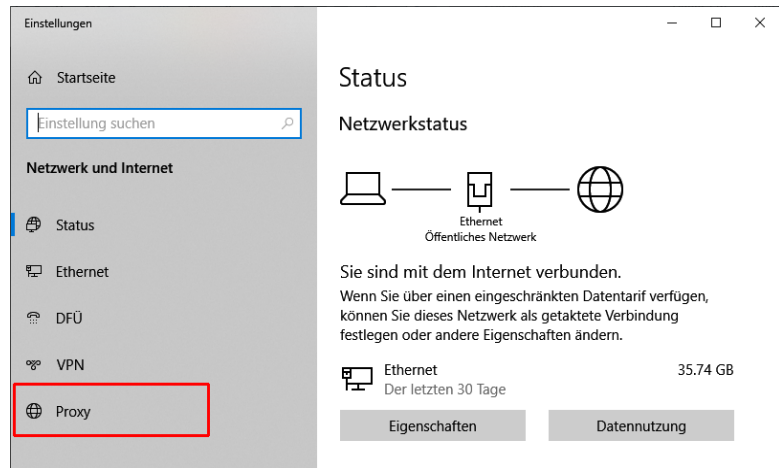 Einstellungen
Startseite
Einstellung suchen
Netzwerk und Internet
Status
Ethernet
DFÜ
VPN
Proxy
Status
Netzwerkstatus
Ethernet
Öffentliches Netzwerk
Sie sind mit dem Internet verbunden.
Wenn Sie über einen eingeschränkten Datentarif verfügen,
können Sie dieses Netzwerk als getaktete Verbindung
festlegen oder andere Eigenschaften ändern.
Ethernet 35.74 GB
Der letzten 30 Tage
Eigenschaften Datennutzung